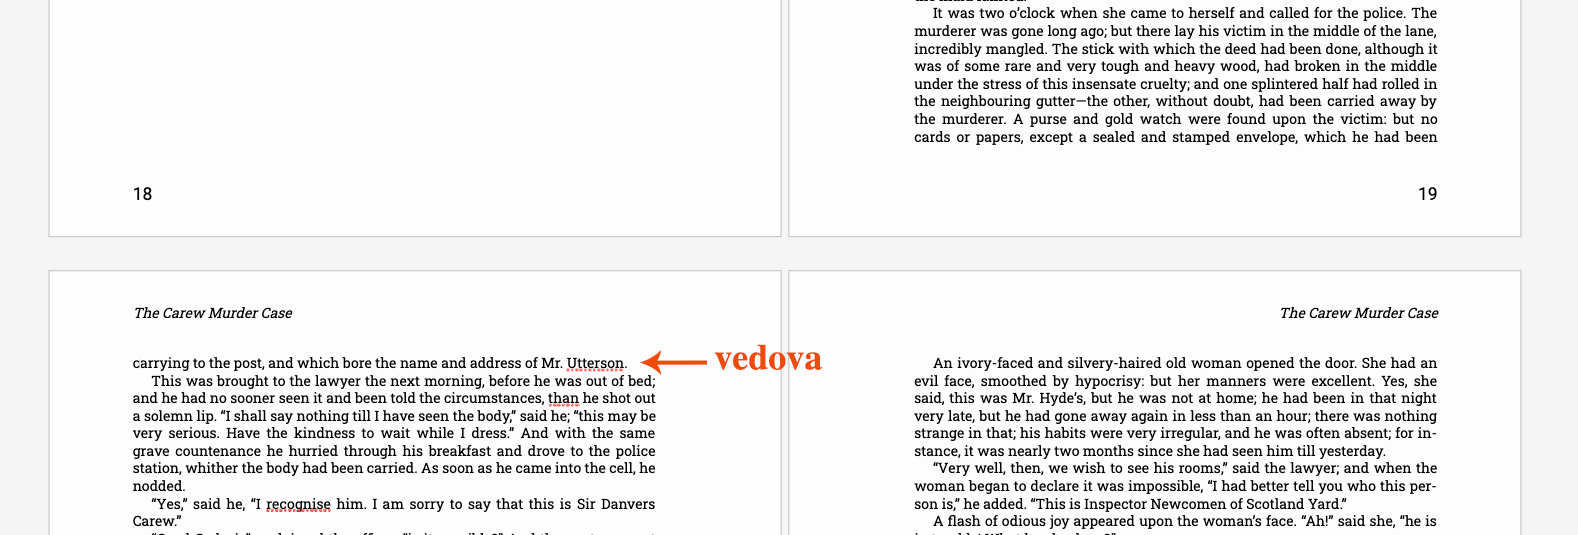 It was two o’clock when she came to herself and called for the police. The
murderer was gone long ago; but there lay his victim in the middle of the lane,
incredibly mangled. The stick with which the deed had been done, although it
was of some rare and very tough and heavy wood, had broken in the middle
under the stress of this insensate cruelty; and one splintered half had rolled in
the neighbouring gutter—the other, without doubt, had been carried away by
the murderer. A purse and gold watch were found upon the victim: but no
cards or papers, except a sealed and stamped envelope, which he had been
18
19
The Carew Murder Case
carrying to the post, and which bore the name and address of Mr. Utterson.
vedova
This was brought to the lawyer the next morning, before he was out of bed;
and he had no sooner seen it and been told the circumstances, than he shot out
a solemn lip. “I shall say nothing till I have seen the body,” said he; “this may be
very serious. Have the kindness to wait while I dress.” And with the same
grave countenance he hurried through his breakfast and drove to the police
station, whither the body had been carried. As soon as he came into the cell, he
nodded.
“Yes,” said he, “I recognise him. I am sorry to say that this is Sir Danvers
Carew.”
The Carew Murder Case
An ivory-faced and silvery-haired old woman opened the door. She had an
evil face, smoothed by hypocrisy: but her manners were excellent. Yes, she
said, this was Mr. Hyde’s, but he was not at home; he had been in that night
very late, but he had gone away again in less than an hour; there was nothing
strange in that; his habits were very irregular, and he was often absent; for in-
stance, it was nearly two months since she had seen him till yesterday.
“Very well, then, we wish to see his rooms,” said the lawyer; and when the
woman began to declare it was impossible, “I had better tell you who this per-
son is,” he added. “This is Inspector Newcomen of Scotland Yard.”
A flash of odious joy appeared upon the woman’s face. “Ah!” said she, “he is